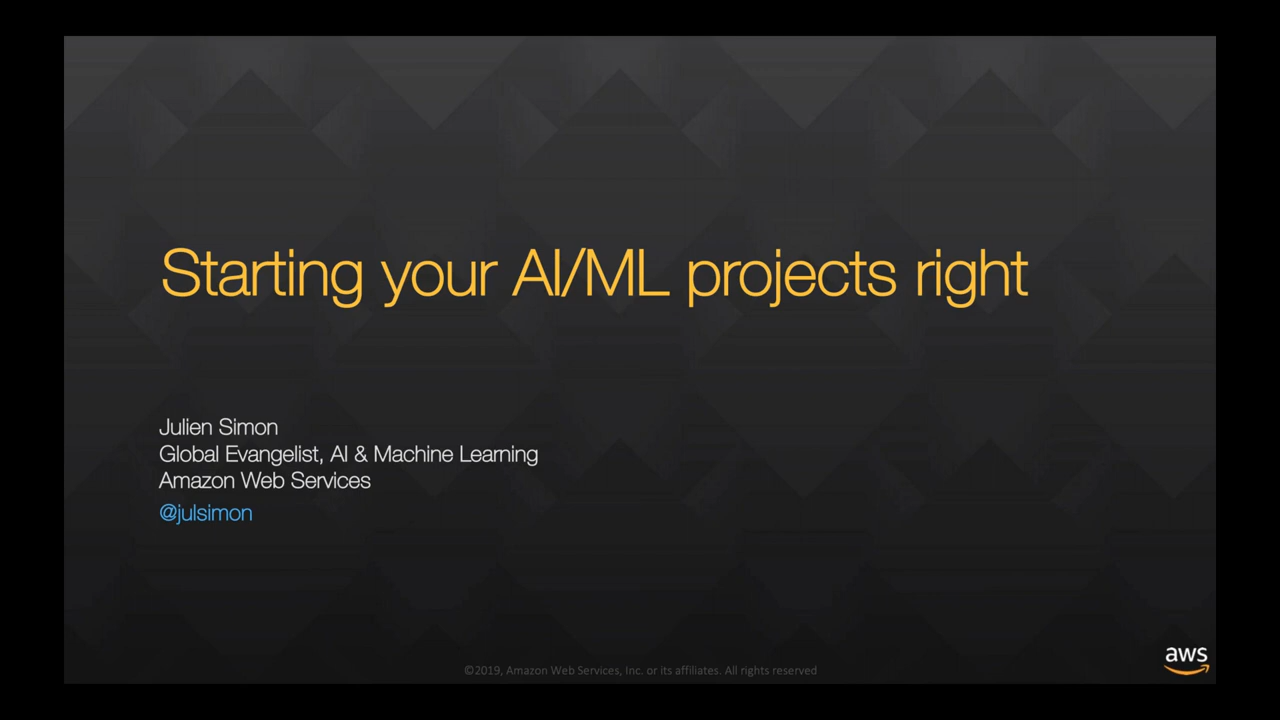 Starting your AI/ML projects right
Julien Simon
Global Evangelist, AI & Machine Learning
Amazon Web Services
@julsimon
©2019, Amazon Web Services, Inc. or its affiliates. All rights reserved
aws